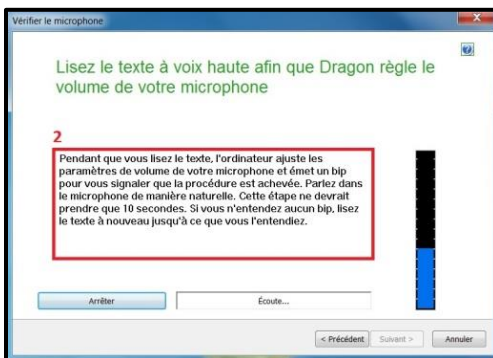 Vérifier le microphone
X
?
Lisez le texte à voix haute afin que Dragon règle le
volume de votre microphone
2
Pendant que vous lisez le texte, l'ordinateur ajuste les
paramètres de volume de votre microphone et émet un bip
pour vous signaler que la procédure est achevée. Parlez dans
le microphone de manière naturelle. Cette étape ne devrait
prendre que 10 secondes. Si vous n'entendez aucun bip, lisez
le texte à nouveau jusqu'à ce que vous l'entendiez.
Arrêter Écoute...
< Précédent Suivant > Annuler